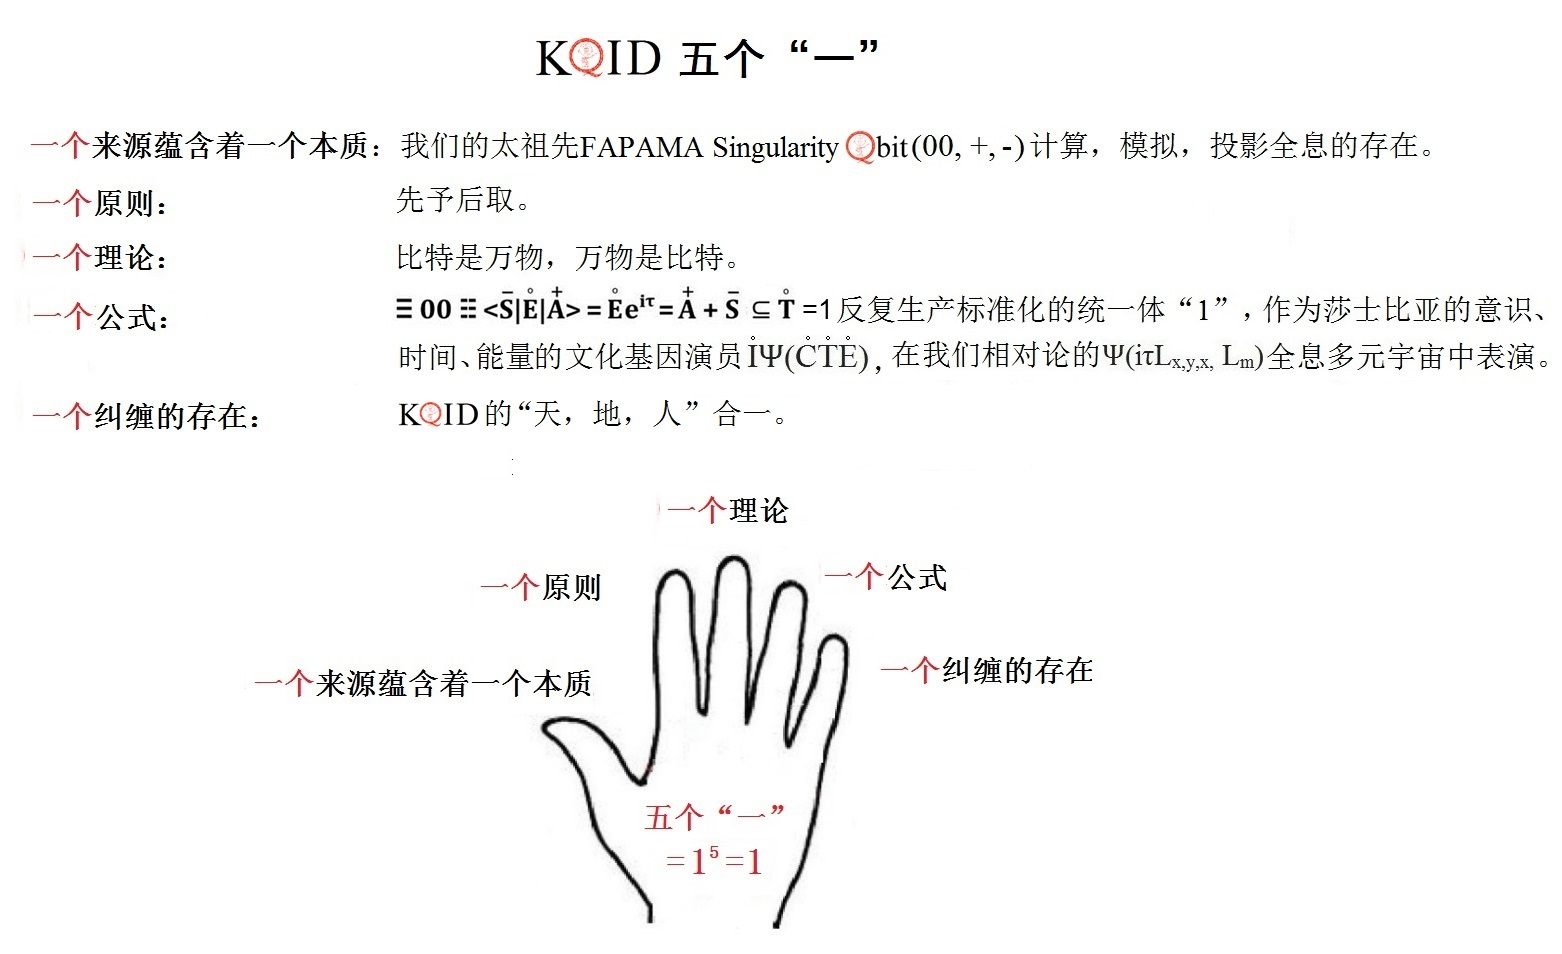 KQID 五个“一”
一个来源蕴含着一个本质：我们的太祖先FAPAMA Singularity Qbit(00, +, -)计算，模拟，投影全息的存在。
一个原则： 先予后取。
一个理论： 比特是万物，万物是比特。
一个公式： ☰ 00 ☷ <S̄|E̊|A⁺> = E̊e^iτ = A⁺ + S̄ ⊆ T̊ =1反复生产标准化的统一体“1”，作为莎士比亚的意识、
时间、能量的文化基因演员I̊Ψ(C̊T̊E̊)，在我们相对论的Ψ(iτLx,y,x, Lm)全息多元宇宙中表演。
一个纠缠的存在： KQID的“天，地，人”合一。
一个理论
一个原则
一个公式
一个来源蕴含着一个本质
一个纠缠的存在
五个“一”
=1⁵=1